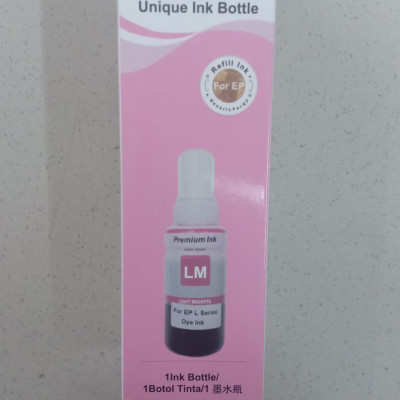 Unique Ink Bottle
Refill Ink
For EP
Premium Ink
LM
LIGHT MAGENTA
For EP L Series
Dye Ink
1Ink Bottle/
1Botol Tinta/1 墨水瓶